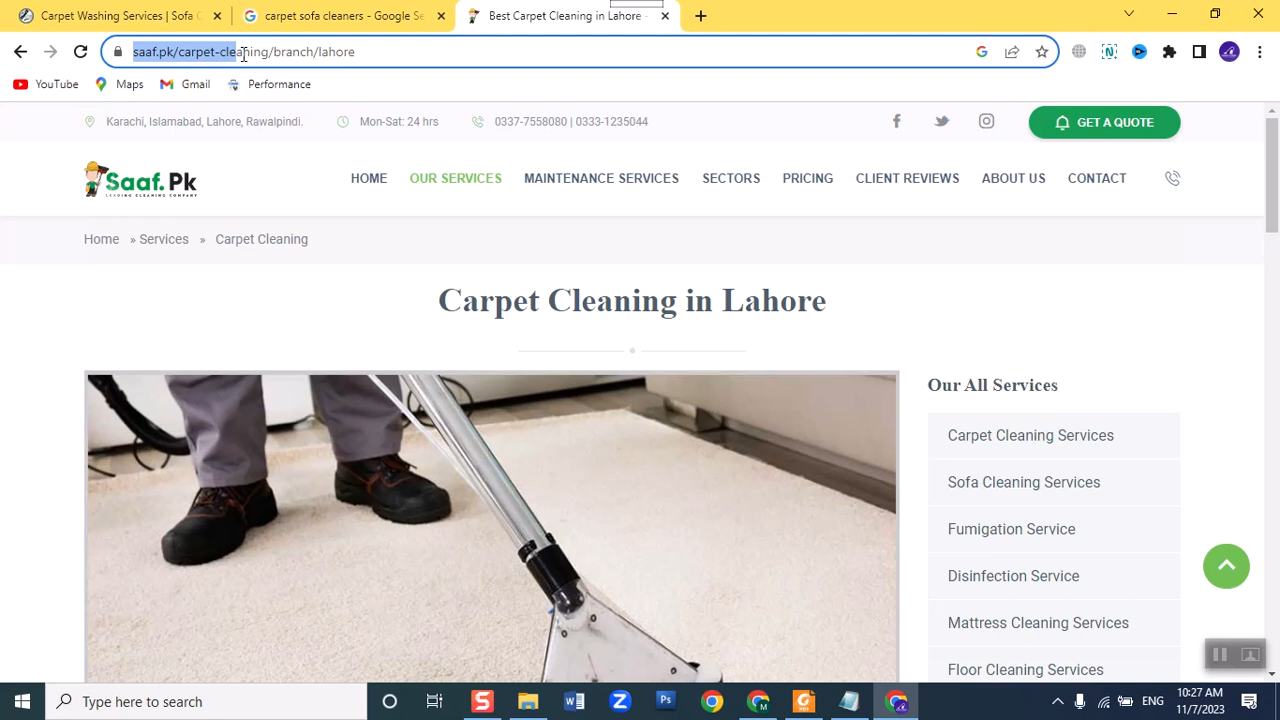 Carpet Washing Services | Sofa C
carpet sofa cleaners - Google Se
Best Carpet Cleaning in Lahore -
saaf.pk/carpet-cleaning/branch/lahore
YouTube
Maps
Gmail
Performance
Karachi, Islamabad, Lahore, Rawalpindi.
Mon-Sat: 24 hrs
0337-7558080 | 0333-1235044
GET A QUOTE
Saaf.Pk
LEADING CLEANING COMPANY
HOME
OUR SERVICES
MAINTENANCE SERVICES
SECTORS
PRICING
CLIENT REVIEWS
ABOUT US
CONTACT
Home » Services » Carpet Cleaning
Carpet Cleaning in Lahore
Our All Services
Carpet Cleaning Services
Sofa Cleaning Services
Fumigation Service
Disinfection Service
Mattress Cleaning Services
Floor Cleaning Services
Type here to search
ENG
10:27 AM
11/7/2023